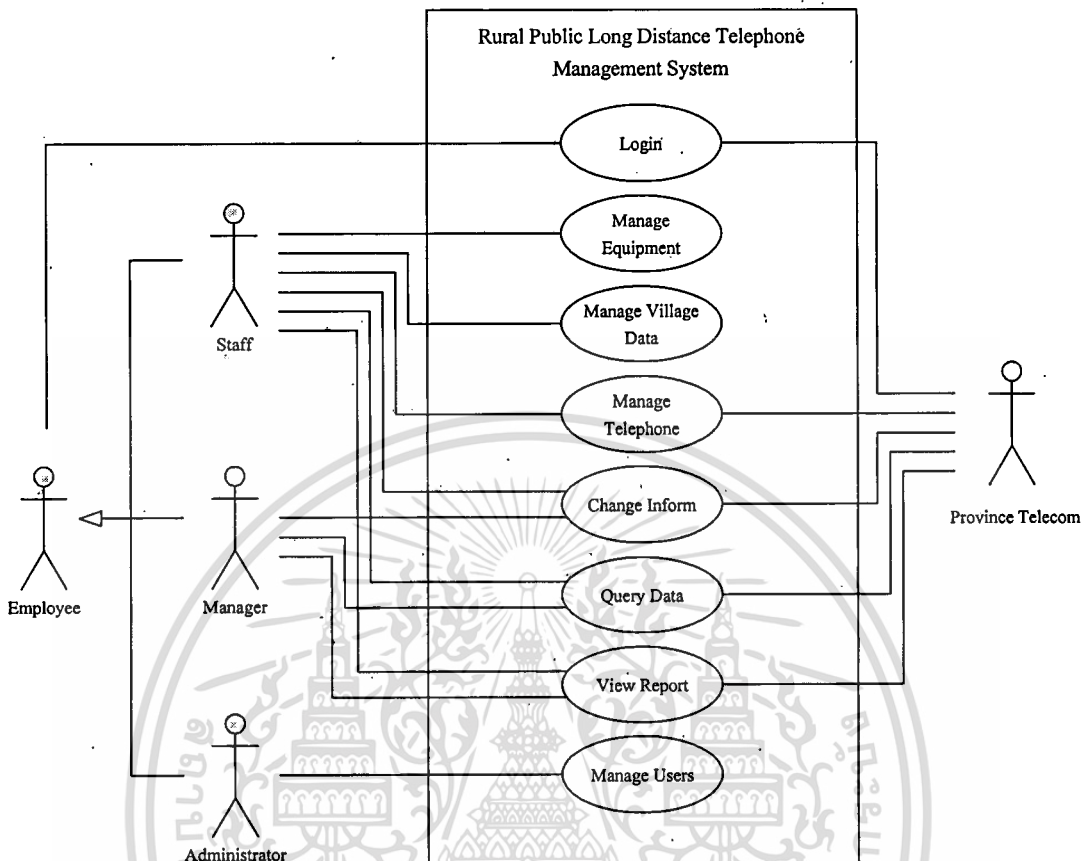 Rural Public Long Distance Telephone
Management System
Login
Manage
Equipment
Staff
Manage Village
Data
Manage
Telephone
Change Inform
Province Telecom
Employee
Manager
Query Data
View Report
Manage Users
Administrator